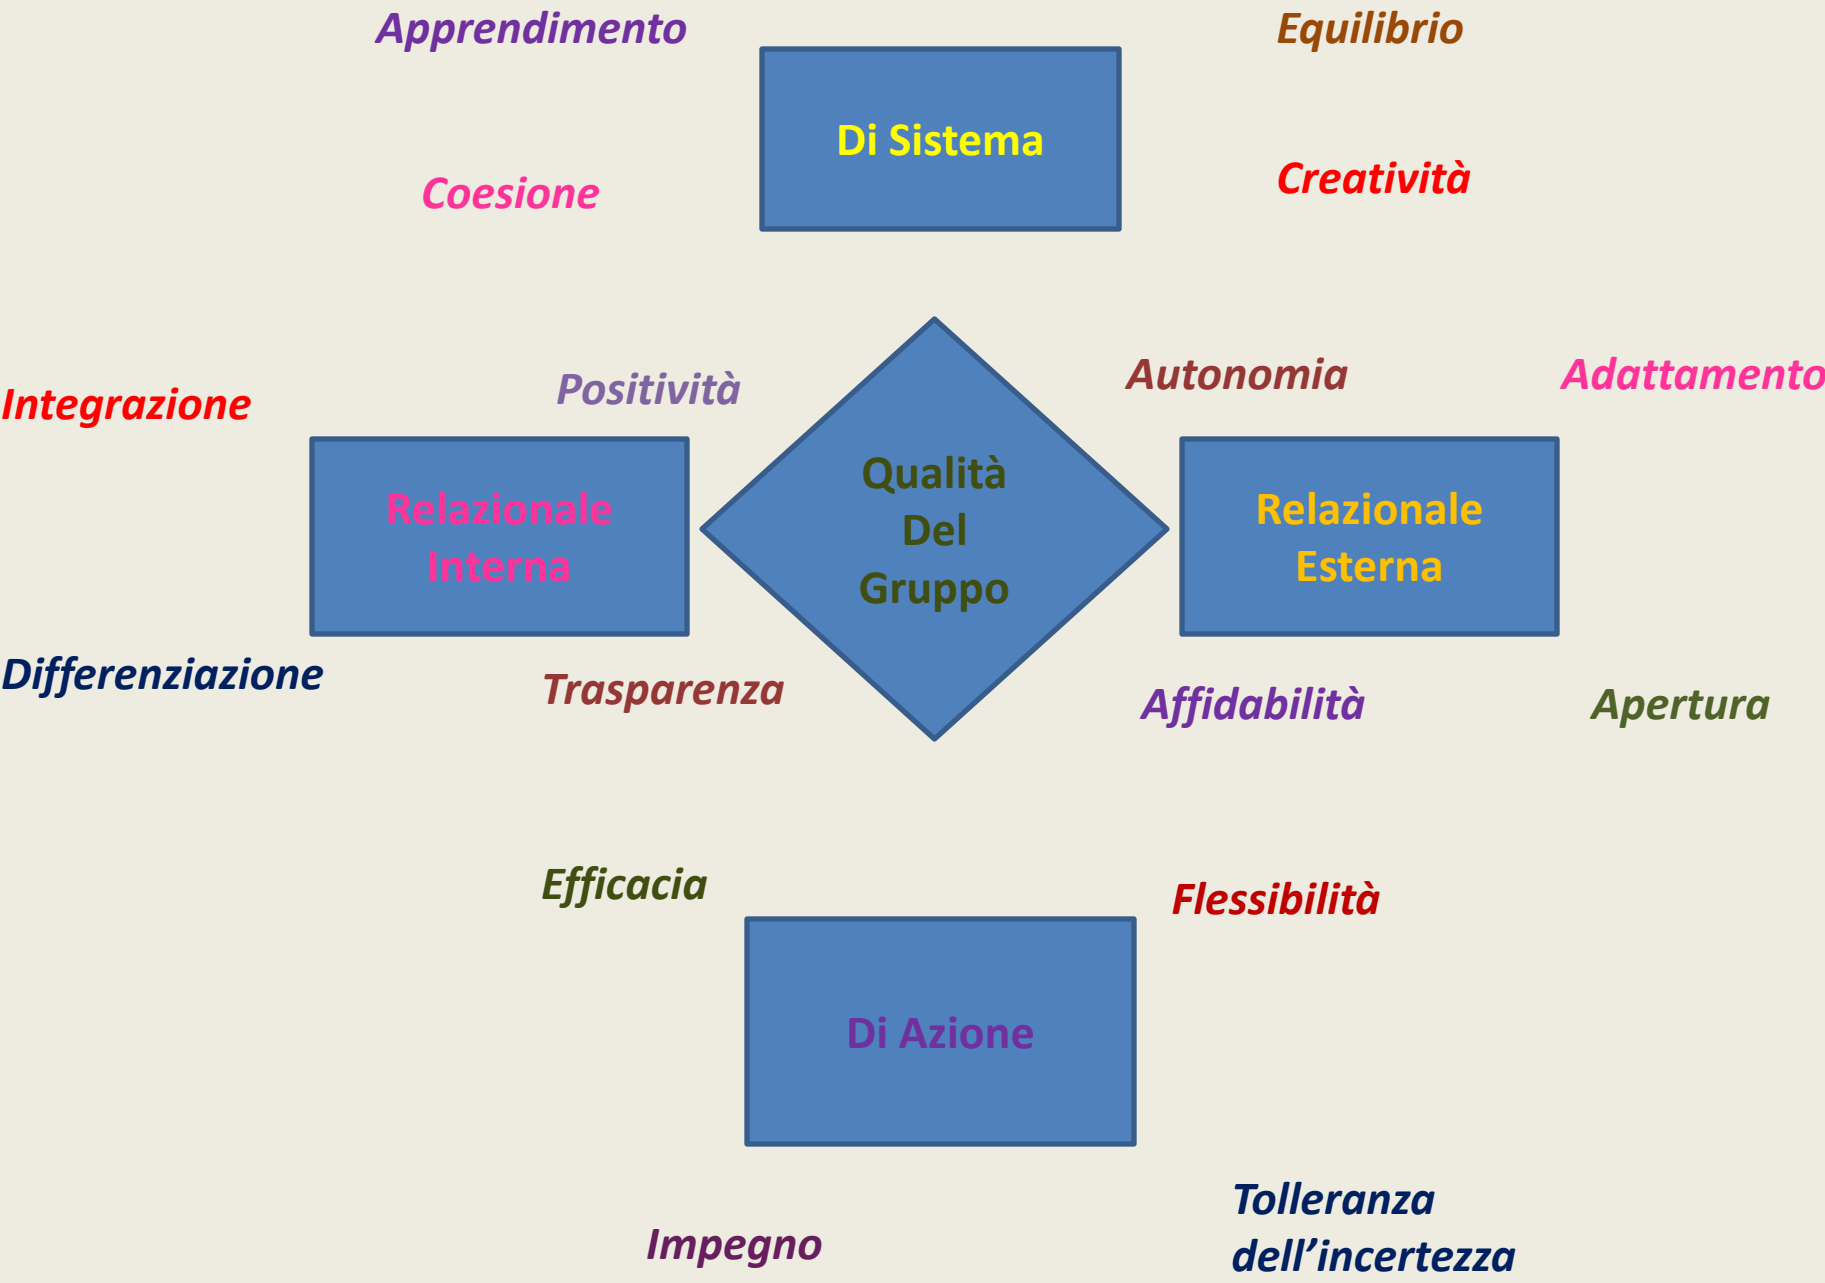 Apprendimento
Equilibrio
Di Sistema
Coesione
Creatività
Integrazione
Positività
Autonomia
Adattamento
Relazionale
Interna
Qualità
Del
Gruppo
Relazionale
Esterna
Differenziazione
Trasparenza
Affidabilità
Apertura
Efficacia
Flessibilità
Di Azione
Impegno
Tolleranza
dell’incertezza